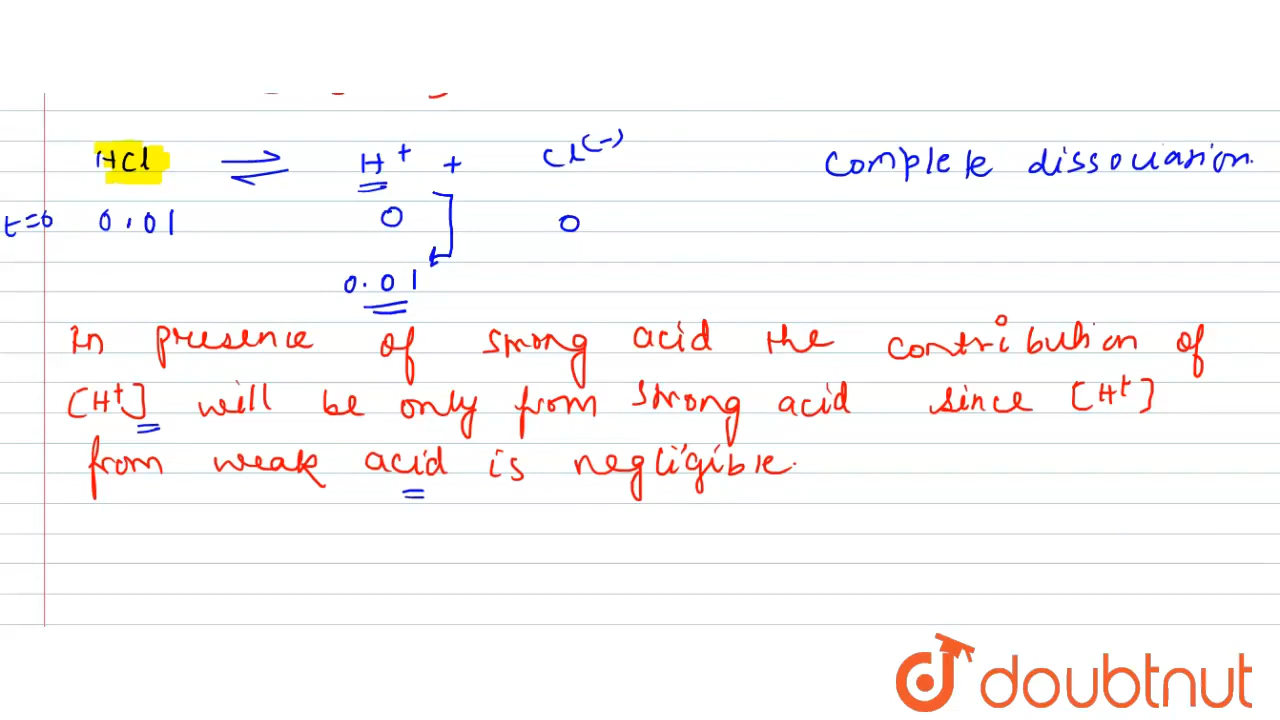 HCl ⇌ H⁺ + Cl⁽⁻⁾ complete dissociation.
t=0 0.01 0 0
0.01
In presence of strong acid the contribution of
[H⁺] will be only from strong acid since [H⁺]
from weak acid is negligible.
doubtnut